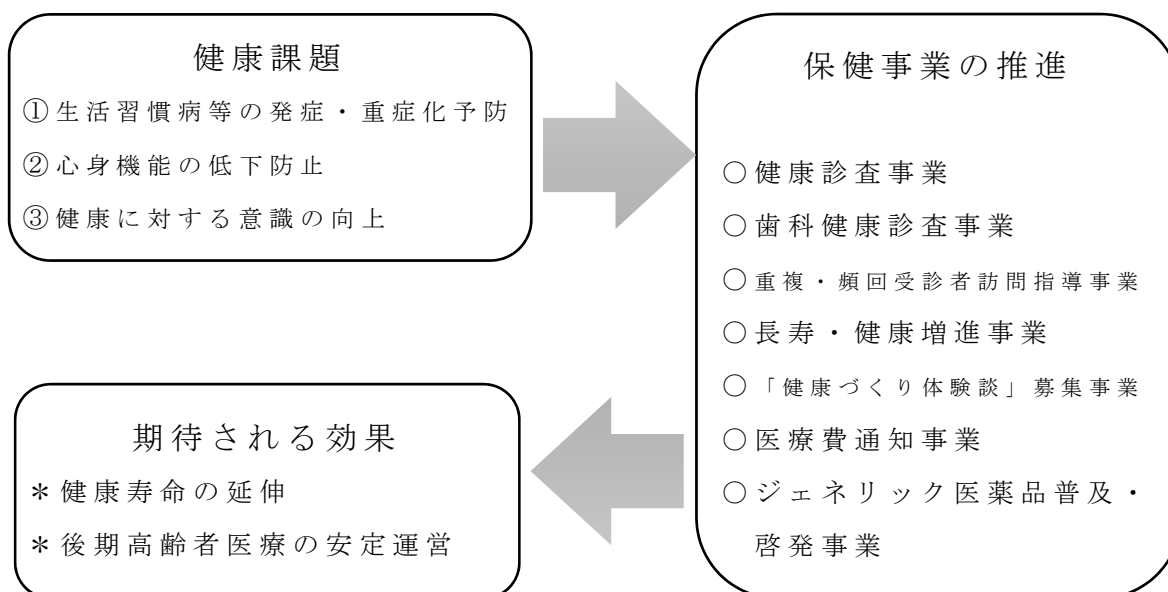 健康課題
①生活習慣病等の発症・重症化予防
②心身機能の低下防止
③健康に対する意識の向上
保健事業の推進
○健康診査事業
○歯科健康診査事業
○重複・頻回受診者訪問指導事業
○長寿・健康増進事業
○「健康づくり体験談」募集事業
○医療費通知事業
○ジェネリック医薬品普及・
啓発事業
期待される効果
＊健康寿命の延伸
＊後期高齢者医療の安定運営